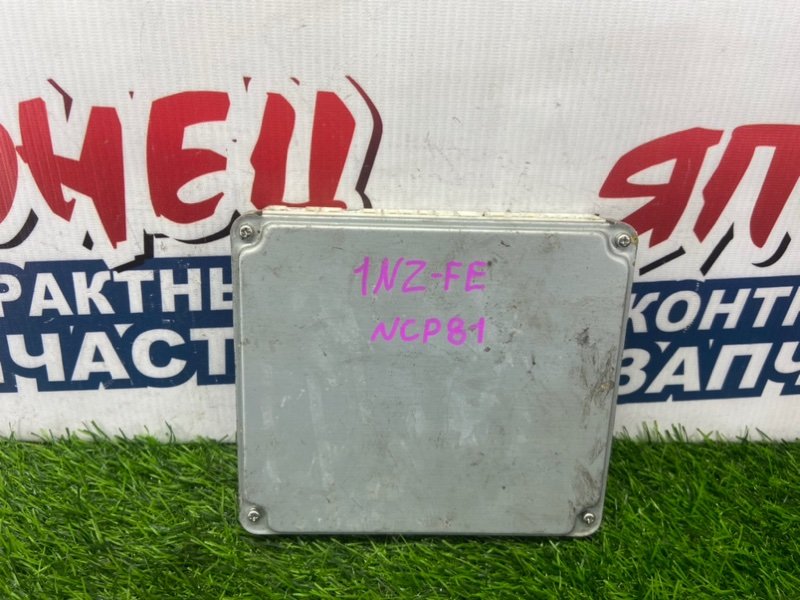 ОНЕЦ
ЯП
РАКТНЫ
КОНТ
ЧАСТ
ЗАПЧ
1NZ-FE
NCP81